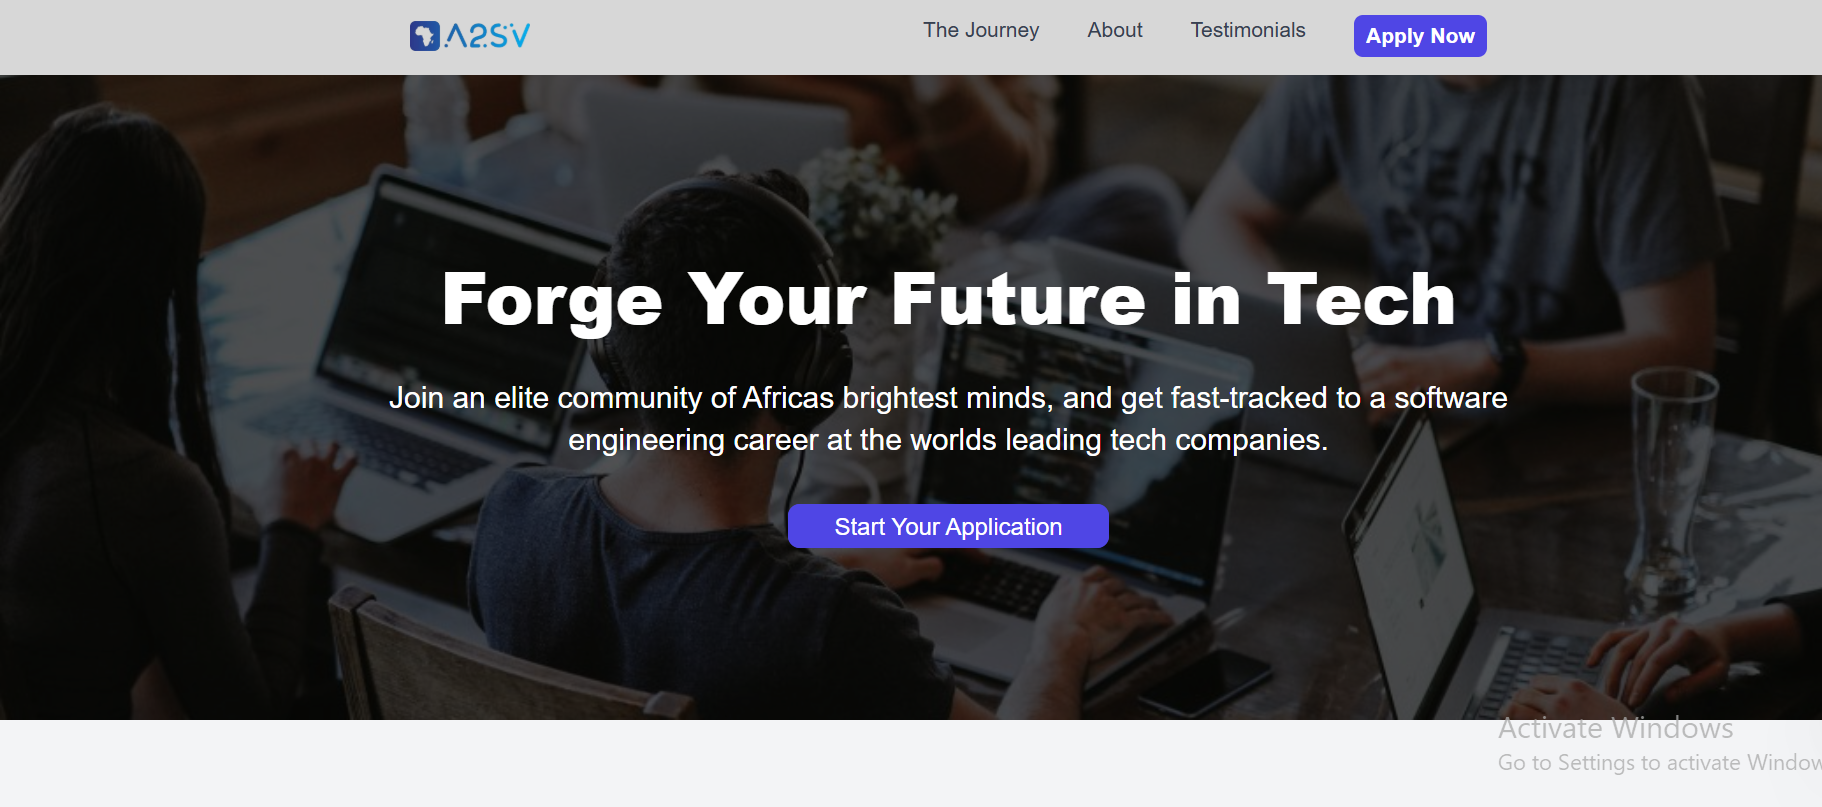 A2SV
The Journey
About
Testimonials
Apply Now
Forge Your Future in Tech
Join an elite community of Africas brightest minds, and get fast-tracked to a software
engineering career at the worlds leading tech companies.
Start Your Application
Activate Windows
Go to Settings to activate Window